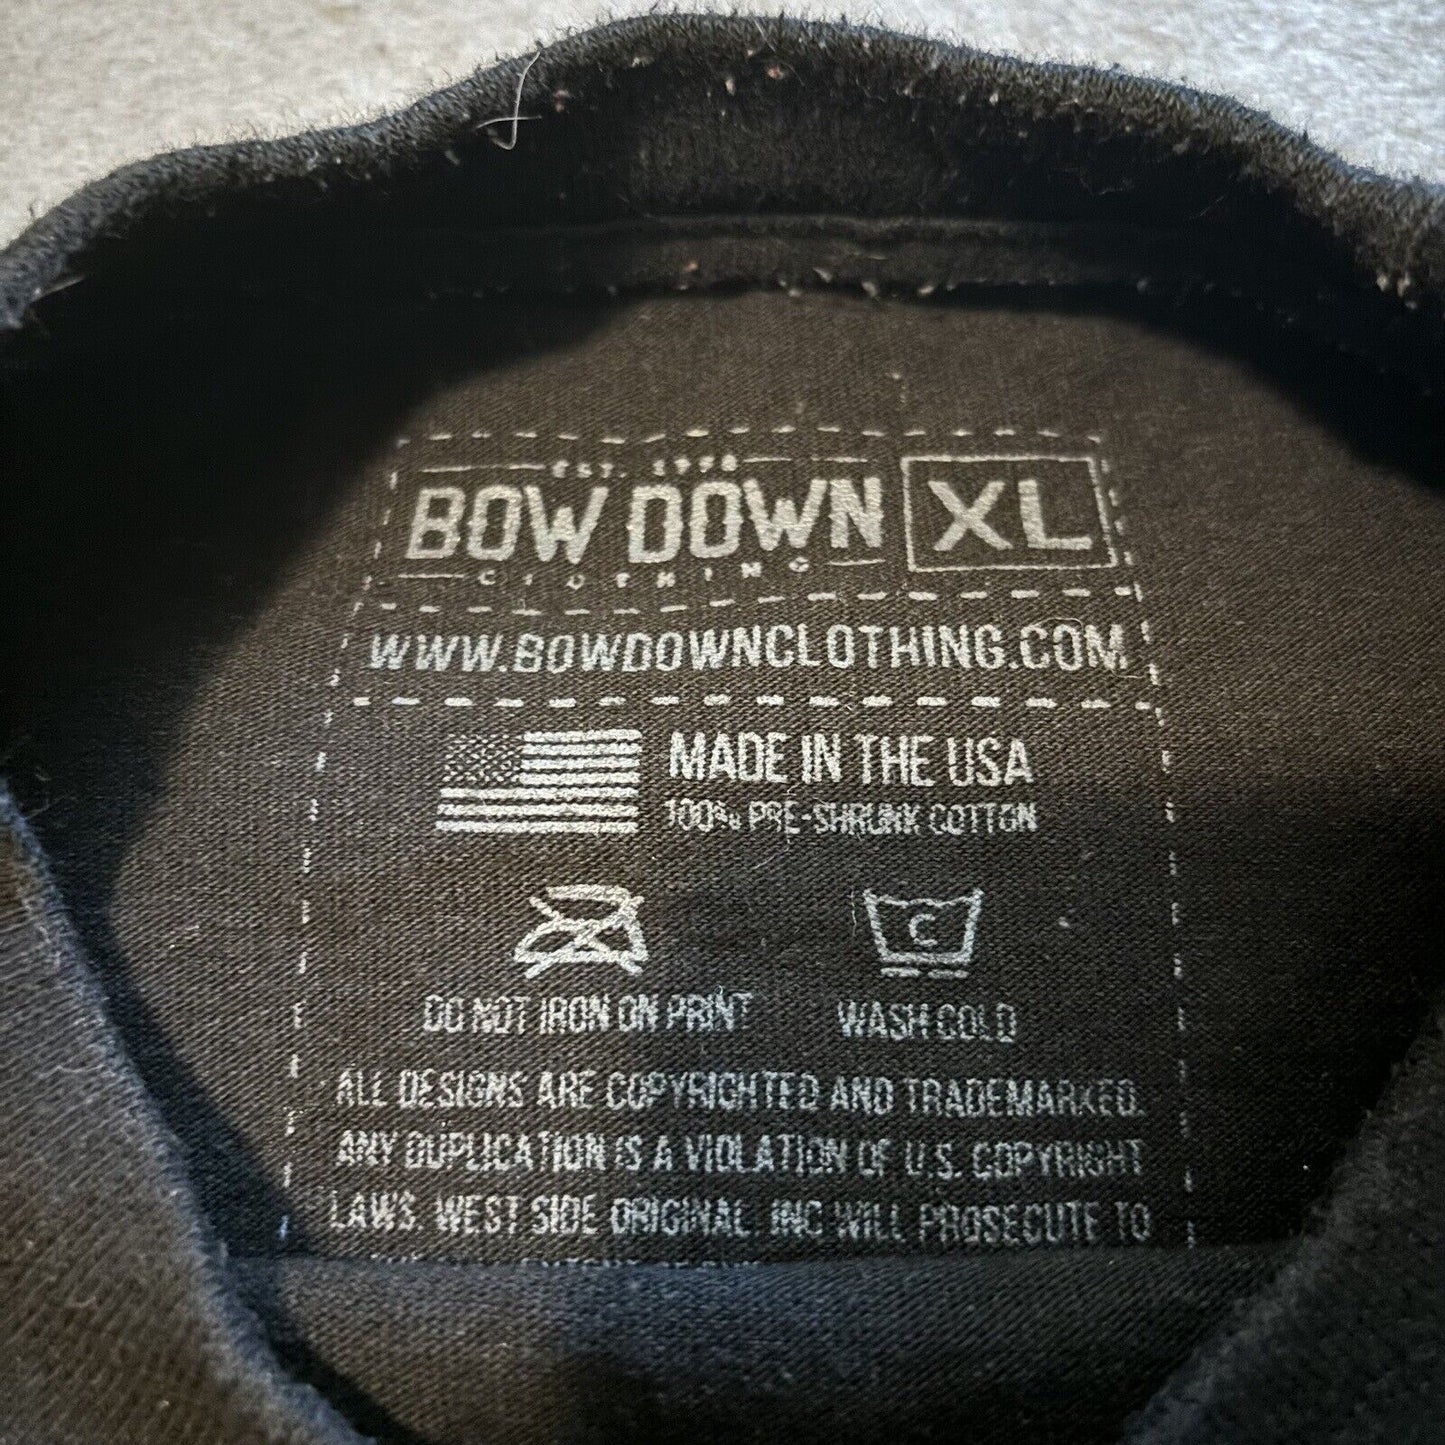 EST. 1998
BOW DOWN
CLOTHING
XL
WWW.BOWDOWNCLOTHING.COM
MADE IN THE USA
100% PRE-SHRUNK COTTON
C
DO NOT IRON ON PRINT
WASH COLD
ALL DESIGNS ARE COPYRIGHTED AND TRADEMARKED.
ANY DUPLICATION IS A VIOLATION OF U.S. COPYRIGHT
LAWS. WEST SIDE ORIGINAL, INC WILL PROSECUTE TO